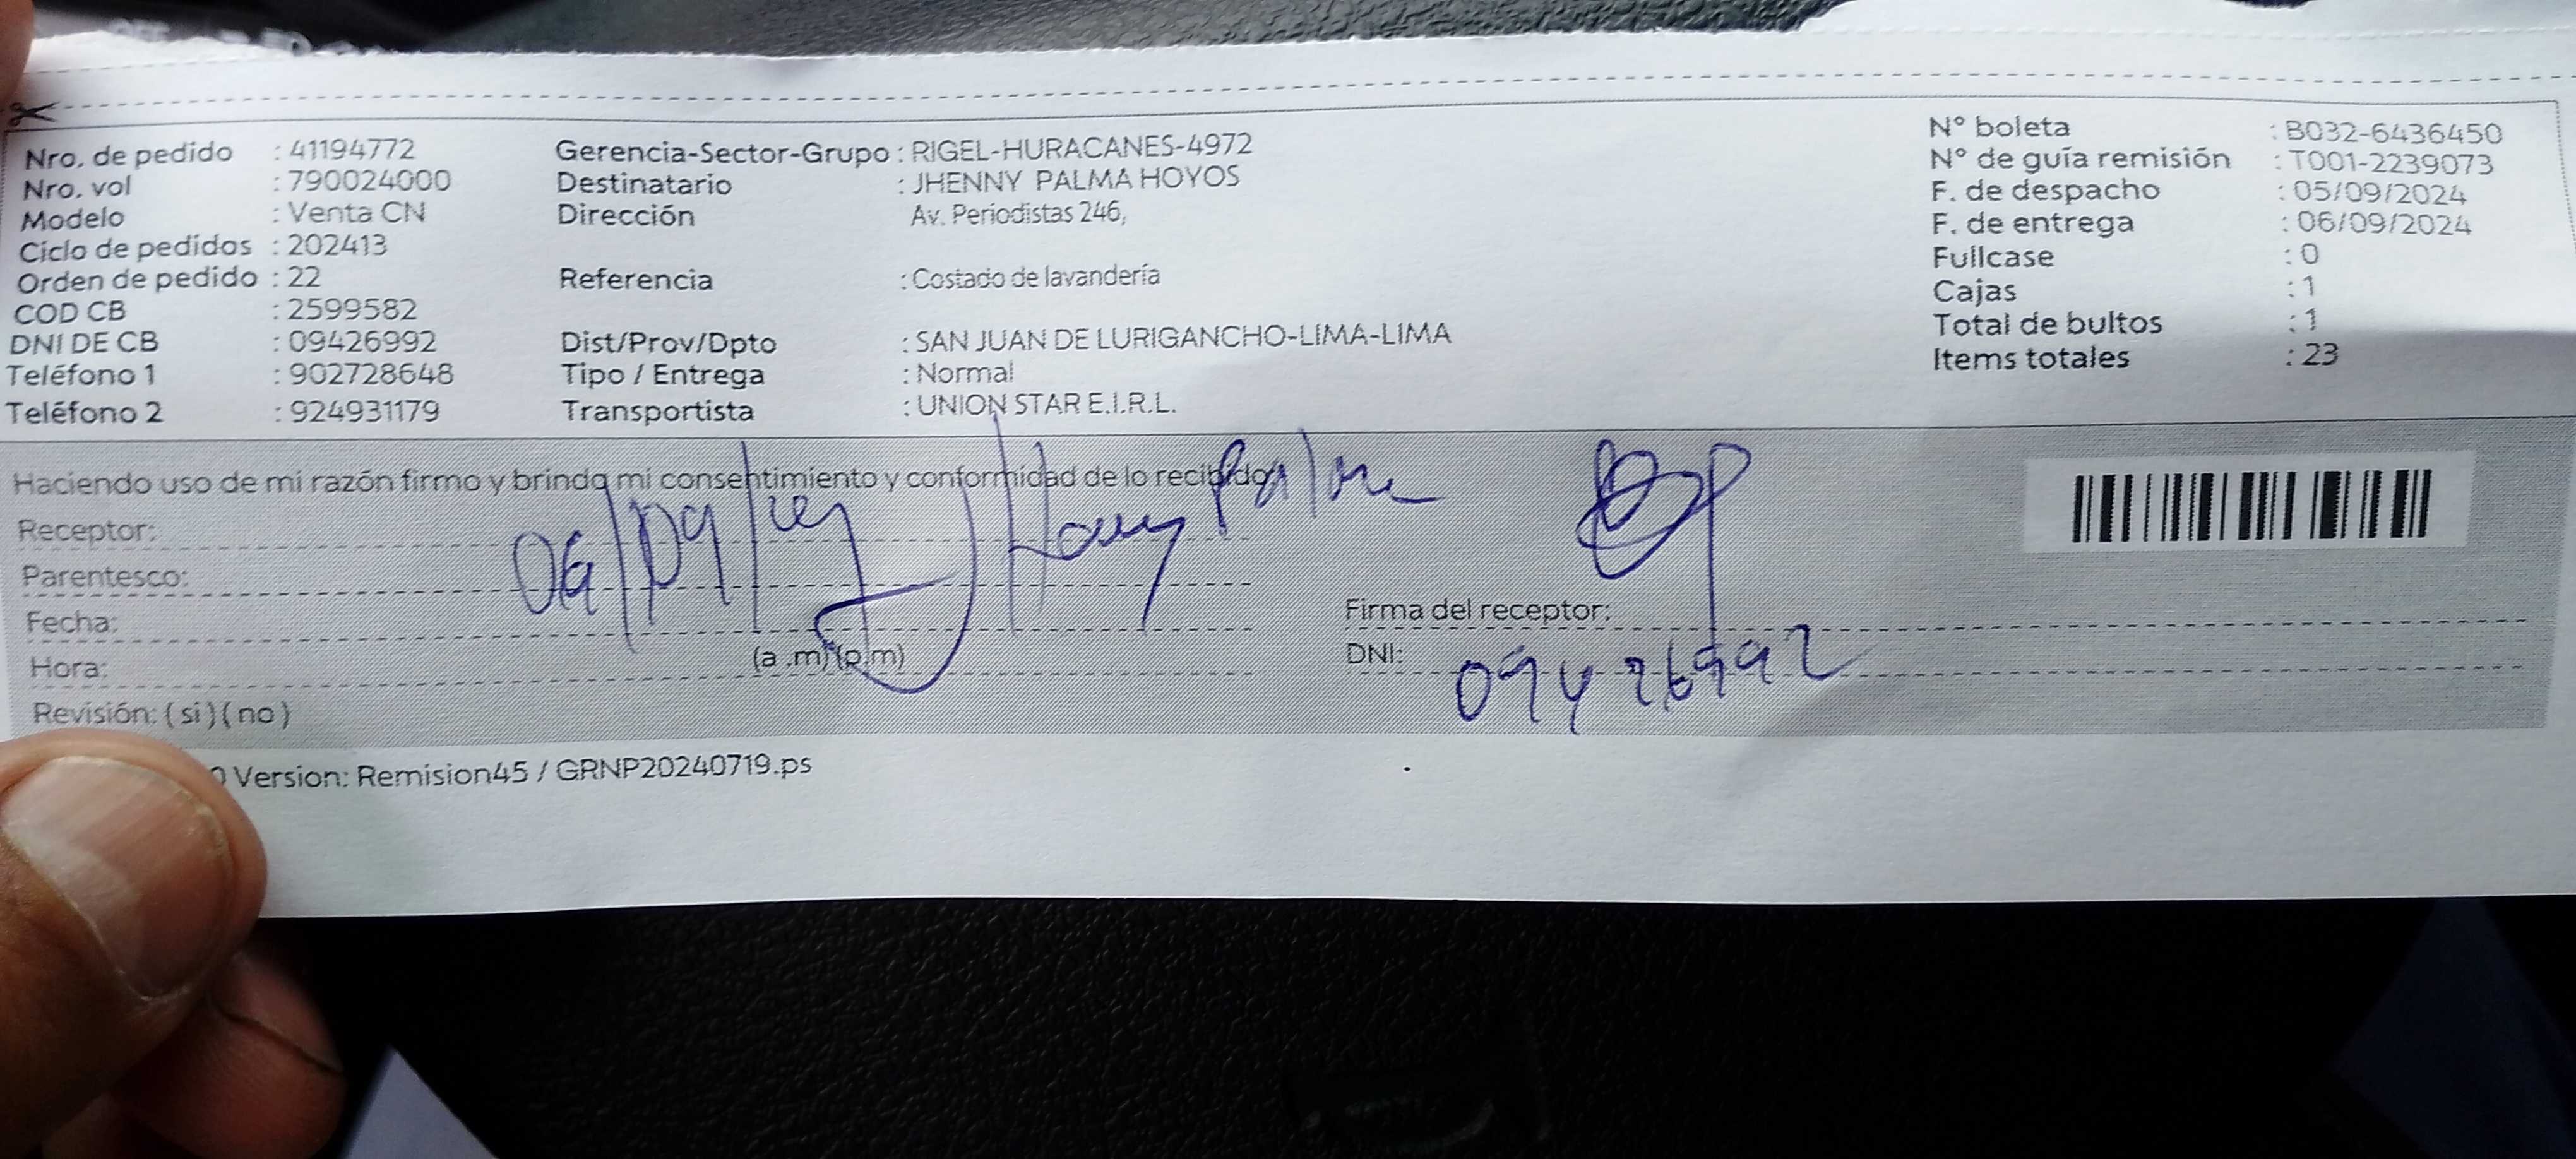 Nro. de pedido : 41194772 Gerencia-Sector-Grupo : RIGEL-HURACANES-4972 N° boleta : B032-6436450
Nro. vol : 790024000 Destinatario : JHENNY PALMA HOYOS N° de guía remisión : T001-2239073
Modelo : Venta CN Dirección Av. Periodistas 246, F. de despacho : 05/09/2024
Ciclo de pedidos : 202413 F. de entrega : 06/09/2024
Orden de pedido : 22 Referencia : Costado de lavandería Fullcase : 0
COD CB : 2599582 Cajas : 1
DNI DE CB : 09426992 Dist/Prov/Dpto : SAN JUAN DE LURIGANCHO-LIMA-LIMA Total de bultos : 1
Teléfono 1 : 902728648 Tipo / Entrega : Normal Items totales : 23
Teléfono 2 : 924931179 Transportista : UNION STAR E.I.R.L.
Haciendo uso de mi razón firmo y brindo mi consentimiento y conformidad de lo recibido
Receptor: 06/09/24 Jhenny Palma
Parentesco:
Fecha: Firma del receptor:
Hora: (a .m)(p.m) DNI: 09426992
Revisión: ( si )( no )
Version: Remision45 / GRNP20240719.ps